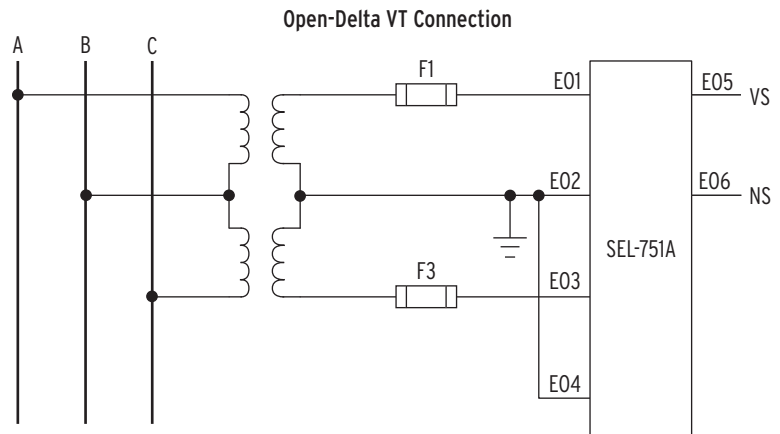 Open-Delta VT Connection
A B C
F1
E01
E05
VS
E02
E06
NS
SEL-751A
F3
E03
E04